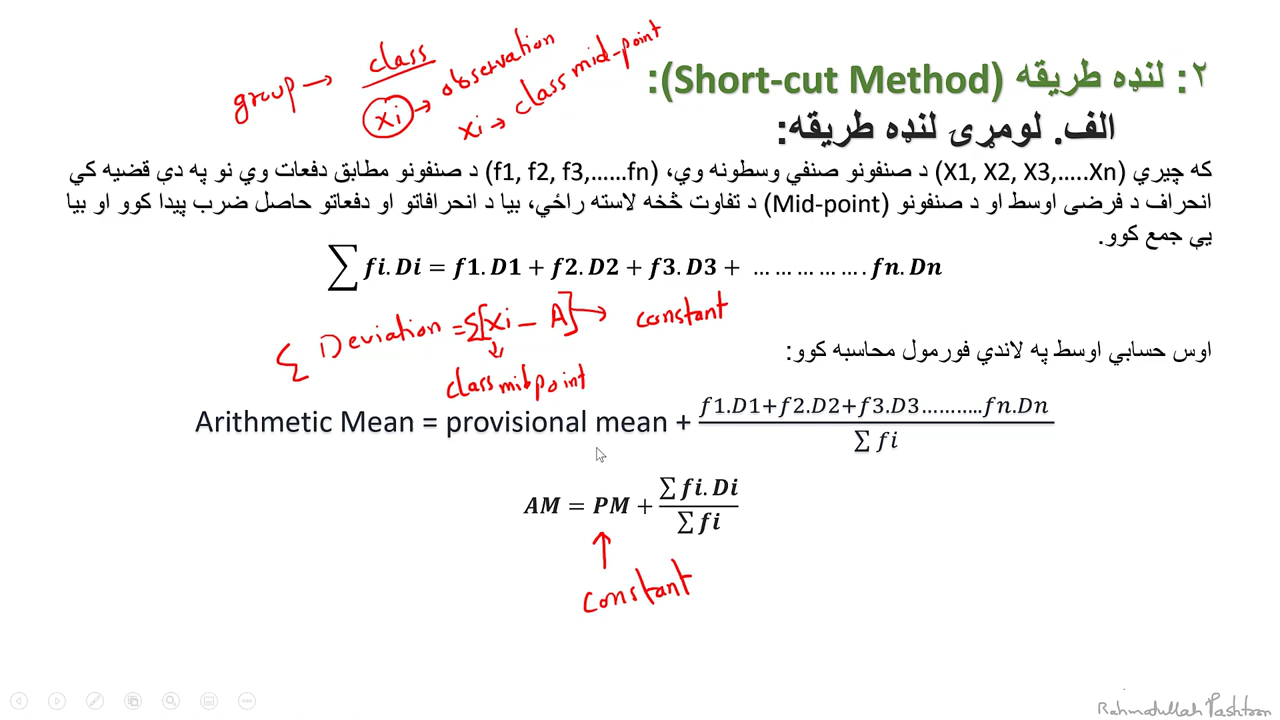 ۲: لنډه طریقه (Short-cut Method):
الف. لومړۍ لنډه طریقه:
group → class
xi → observation
xi → class mid-point
که چیري (X1, X2, X3,.....Xn) د صنفونو صنفي وسطونه وي، (f1, f2, f3,......fn) د صنفونو مطابق دفعات وي نو په دې قضیه کي
انحراف د فرضی اوسط او د صنفونو (Mid-point) د تفاوت څخه لاسته راځي، بیا د انحرافاتو او دفعاتو حاصل ضرب پیدا کوو او بیا
یې جمع کوو.
∑ fi.Di = f1.D1 + f2.D2 + f3.D3 + … … … … … . fn.Dn
Σ Deviation = Σ[xi − A] → constant
class midpoint
اوس حسابي اوسط په لاندي فورمول محاسبه کوو:
Arithmetic Mean = provisional mean + f1.D1+f2.D2+f3.D3………..fn.Dn / ∑ fi
AM = PM + ∑ fi.Di / ∑ fi
constant
Rahmatullah Pashtoon